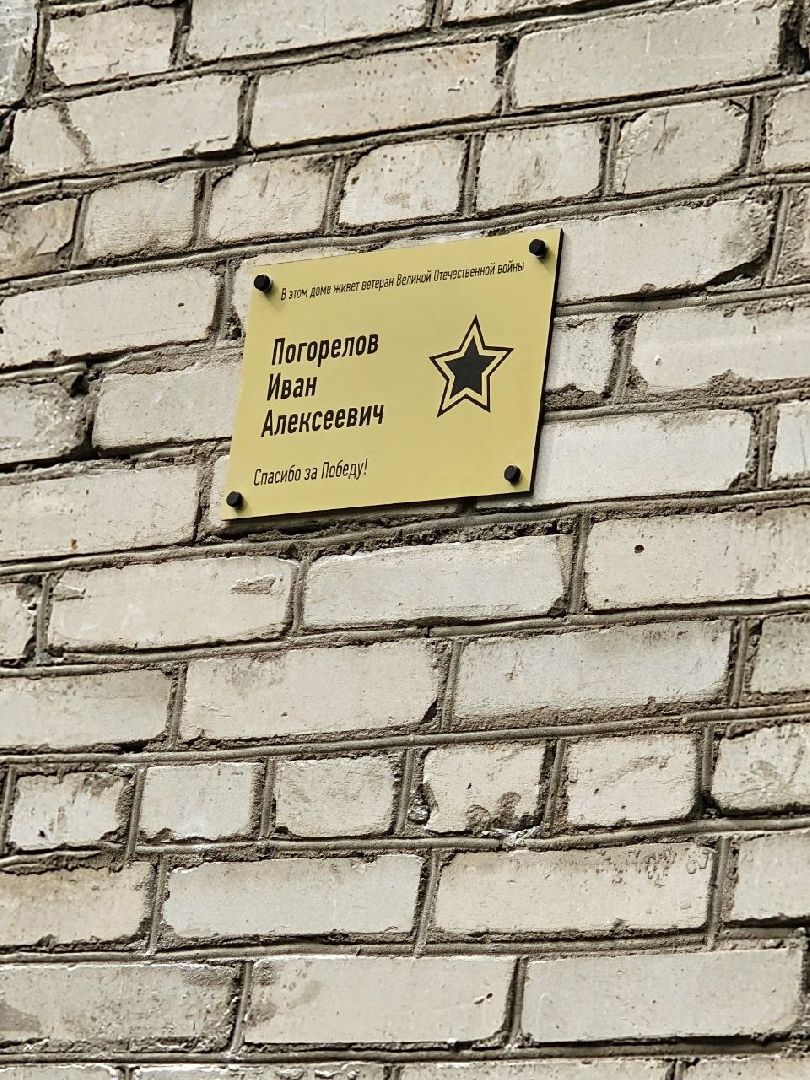 В этом доме живет ветеран Великой Отечественной войны
Погорелов
Иван
Алексеевич
Спасибо за Победу!